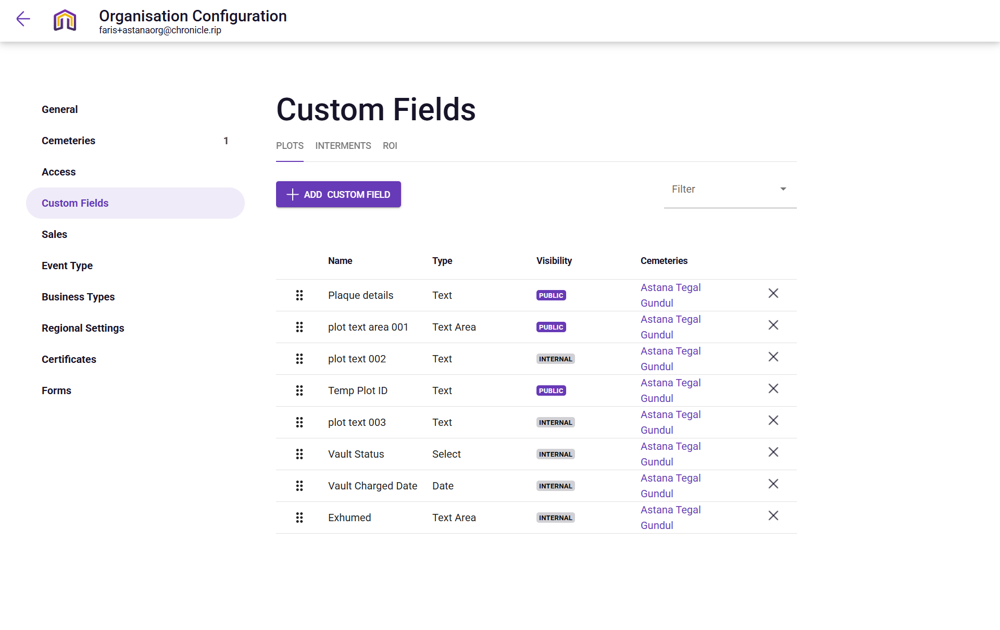 Organisation Configuration
faris+astanaorg@chronicle.rip
General
Cemeteries 1
Access
Custom Fields
Sales
Event Type
Business Types
Regional Settings
Certificates
Forms
Custom Fields
PLOTS INTERMENTS ROI
ADD CUSTOM FIELD
Filter
Name Type Visibility Cemeteries
Plaque details Text PUBLIC Astana Tegal
Gundul
plot text area 001 Text Area PUBLIC Astana Tegal
Gundul
plot text 002 Text INTERNAL Astana Tegal
Gundul
Temp Plot ID Text PUBLIC Astana Tegal
Gundul
plot text 003 Text INTERNAL Astana Tegal
Gundul
Vault Status Select INTERNAL Astana Tegal
Gundul
Vault Charged Date Date INTERNAL Astana Tegal
Gundul
Exhumed Text Area INTERNAL Astana Tegal
Gundul